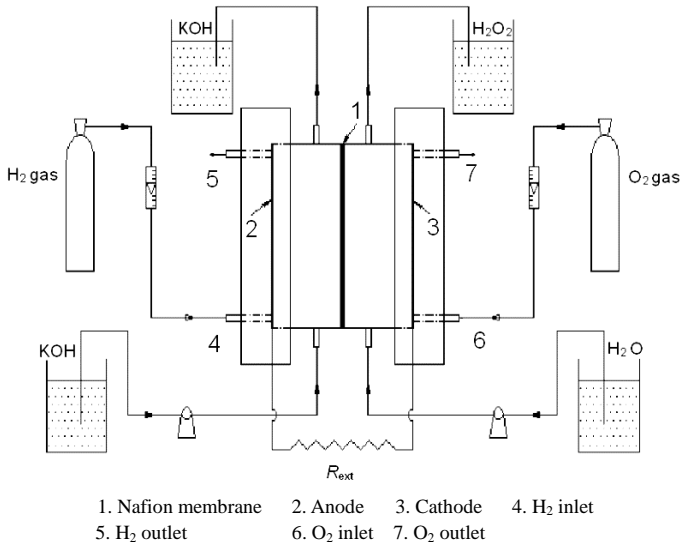 KOH
H2O2
1
H2 gas
5
7
O2 gas
2
3
4
6
KOH
H2O
Rext
1. Nafion membrane 2. Anode 3. Cathode 4. H2 inlet
5. H2 outlet 6. O2 inlet 7. O2 outlet